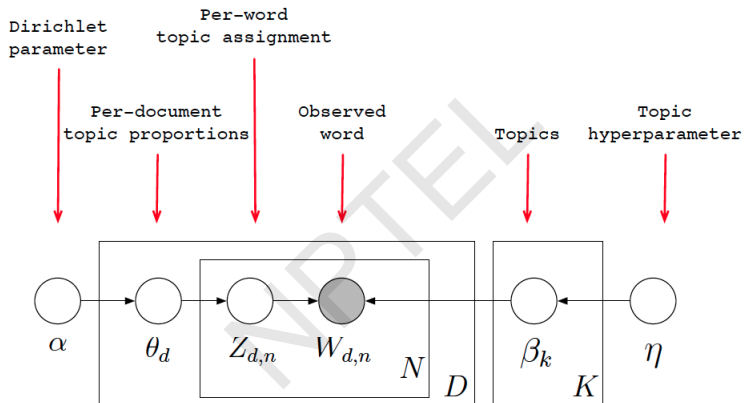 Dirichlet
parameter
Per-word
topic assignment
Per-document
topic proportions
Observed
word
Topics
Topic
hyperparameter
NPTEL
α
θd
Zd,n
Wd,n
N
D
βk
K
η